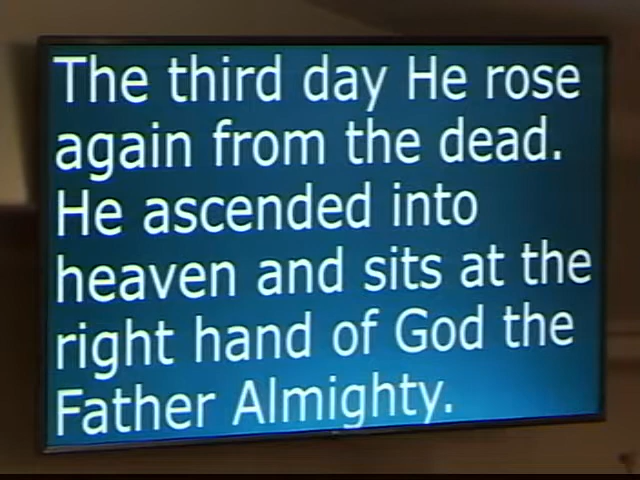 The third day He rose
again from the dead.
He ascended into
heaven and sits at the
right hand of God the
Father Almighty.